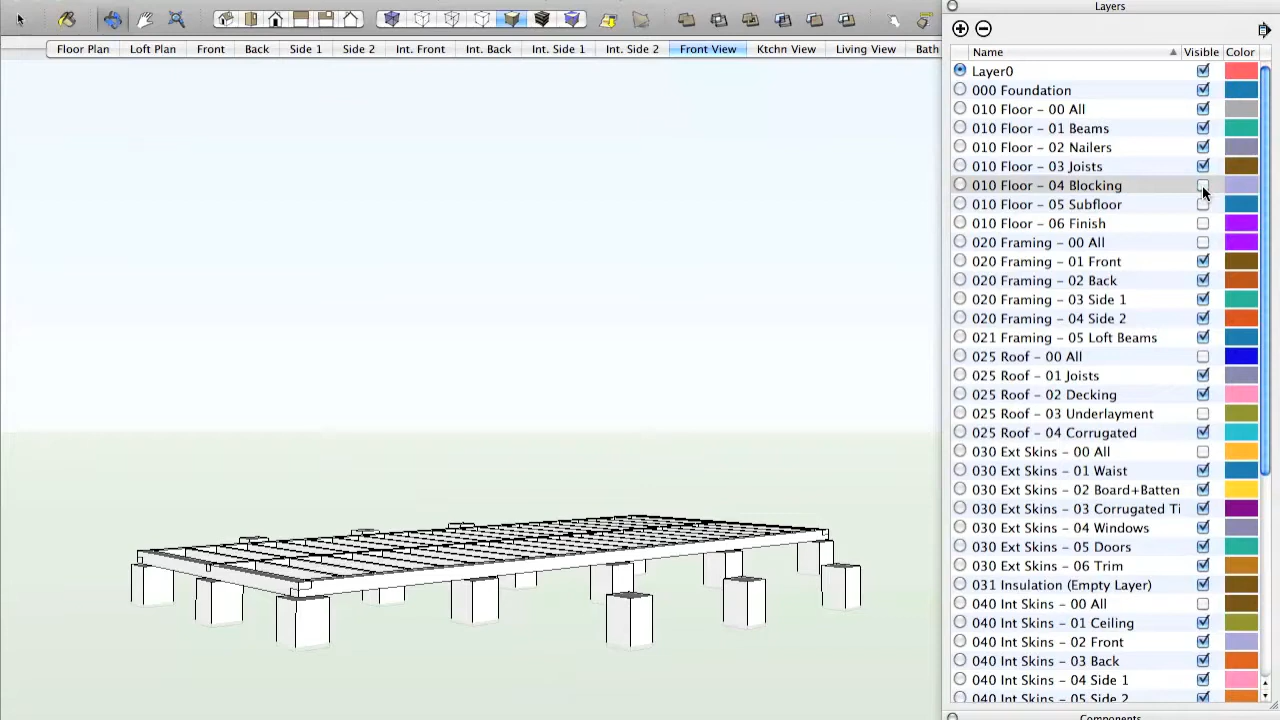 Layers
Floor Plan Loft Plan Front Back Side 1 Side 2 Int. Front Int. Back Int. Side 1 Int. Side 2 Front View Ktchn View Living View Bath
Name Visible Color
Layer0
000 Foundation
010 Floor – 00 All
010 Floor – 01 Beams
010 Floor – 02 Nailers
010 Floor – 03 Joists
010 Floor – 04 Blocking
010 Floor – 05 Subfloor
010 Floor – 06 Finish
020 Framing – 00 All
020 Framing – 01 Front
020 Framing – 02 Back
020 Framing – 03 Side 1
020 Framing – 04 Side 2
021 Framing – 05 Loft Beams
025 Roof – 00 All
025 Roof – 01 Joists
025 Roof – 02 Decking
025 Roof – 03 Underlayment
025 Roof – 04 Corrugated
030 Ext Skins – 00 All
030 Ext Skins – 01 Waist
030 Ext Skins – 02 Board+Batten
030 Ext Skins – 03 Corrugated Ti
030 Ext Skins – 04 Windows
030 Ext Skins – 05 Doors
030 Ext Skins – 06 Trim
031 Insulation (Empty Layer)
040 Int Skins – 00 All
040 Int Skins – 01 Ceiling
040 Int Skins – 02 Front
040 Int Skins – 03 Back
040 Int Skins – 04 Side 1
040 Int Skins – 05 Side 2
Components